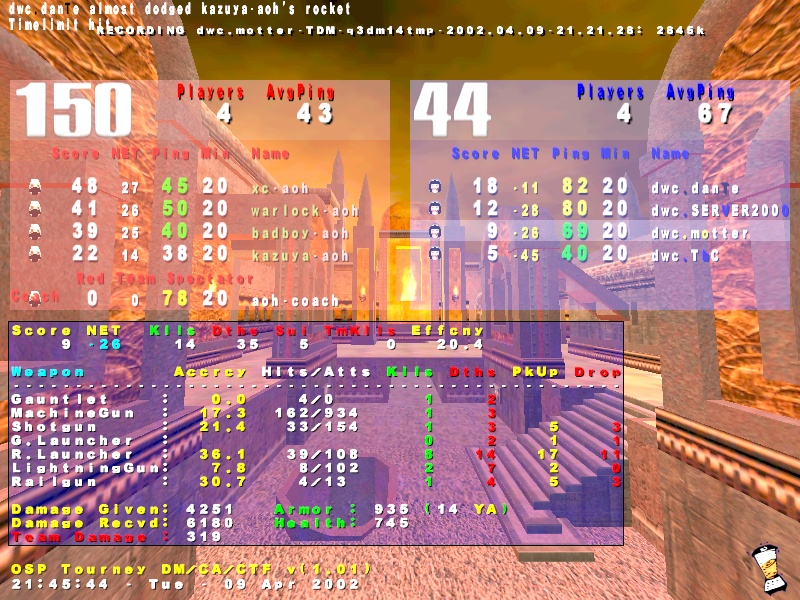 dwc.dante almost dodged kazuya-aoh's rocket
Timelimit hit.
RECORDING dwc.motter-TDM-q3dm14tmp-2002.04.09-21.21.26: 2846k
150 Players AvgPing
4 43
44 Players AvgPing
4 67
Score NET Ping Min Name
48 27 45 20 xc-aoh
41 26 50 20 warlock-aoh
39 25 40 20 badboy-aoh
22 14 38 20 kazuya-aoh
Red Team Spectator
Coach 0 0 78 20 aoh-coach
Score NET Ping Min Name
18 -11 82 20 dwc.dante
12 -28 80 20 dwc.SERVER2000
9 -26 69 20 dwc.motter
5 -45 40 20
Score NET Klls Dths Sui TmKlls Effcny
9 -26 14 35 5 0 20.4
Weapon Accrcy Hits/Atts Klls Dths PkUp Drop
Gauntlet : 0.0 4/0 1 2
MachineGun : 17.3 162/934 1 3
Shotgun : 21.4 33/154 1 3 5 3
G.Launcher : 0 2 1 1
R.Launcher : 36.1 39/108 8 14 17 11
LightningGun: 7.8 8/102 2 7 2 0
Railgun : 30.7 4/13 1 4 5 3
Damage Given: 4251 Armor : 935 (14 YA)
Damage Recvd: 6180 Health: 745
Team Damage : 319
OSP Tourney DM/CA/CTF v(1.01)
21:45:44 - Tue - 09 Apr 2002